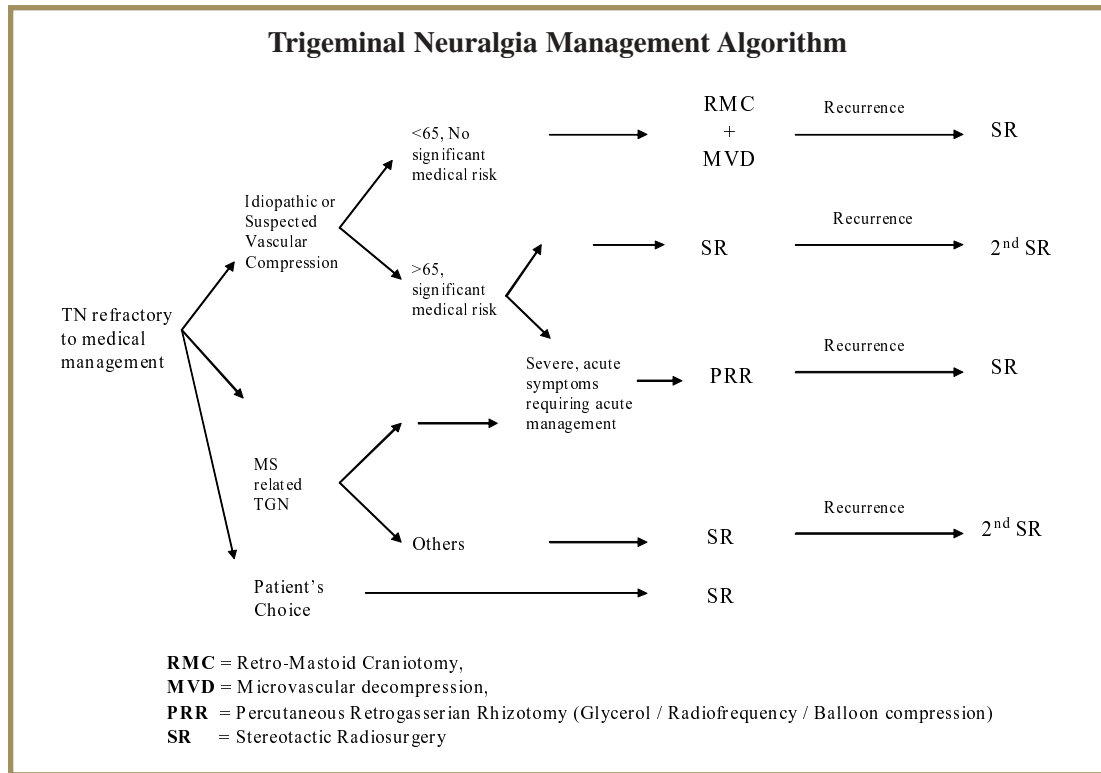 Trigeminal Neuralgia Management Algorithm
TN refractory
to medical
management
Idiopathic or
Suspected
Vascular
Compression
<65, No
significant
medical risk
RMC
+
MVD
Recurrence
SR
>65,
significant
medical risk
SR
Recurrence
2nd SR
Severe, acute
symptoms
requiring acute
management
PRR
Recurrence
SR
MS
related
TGN
Others
SR
Recurrence
2nd SR
Patient's
Choice
SR
RMC = Retro-Mastoid Craniotomy,
MVD = Microvascular decompression,
PRR = Percutaneous Retrogasserian Rhizotomy (Glycerol / Radiofrequency / Balloon compression)
SR = Stereotactic Radiosurgery